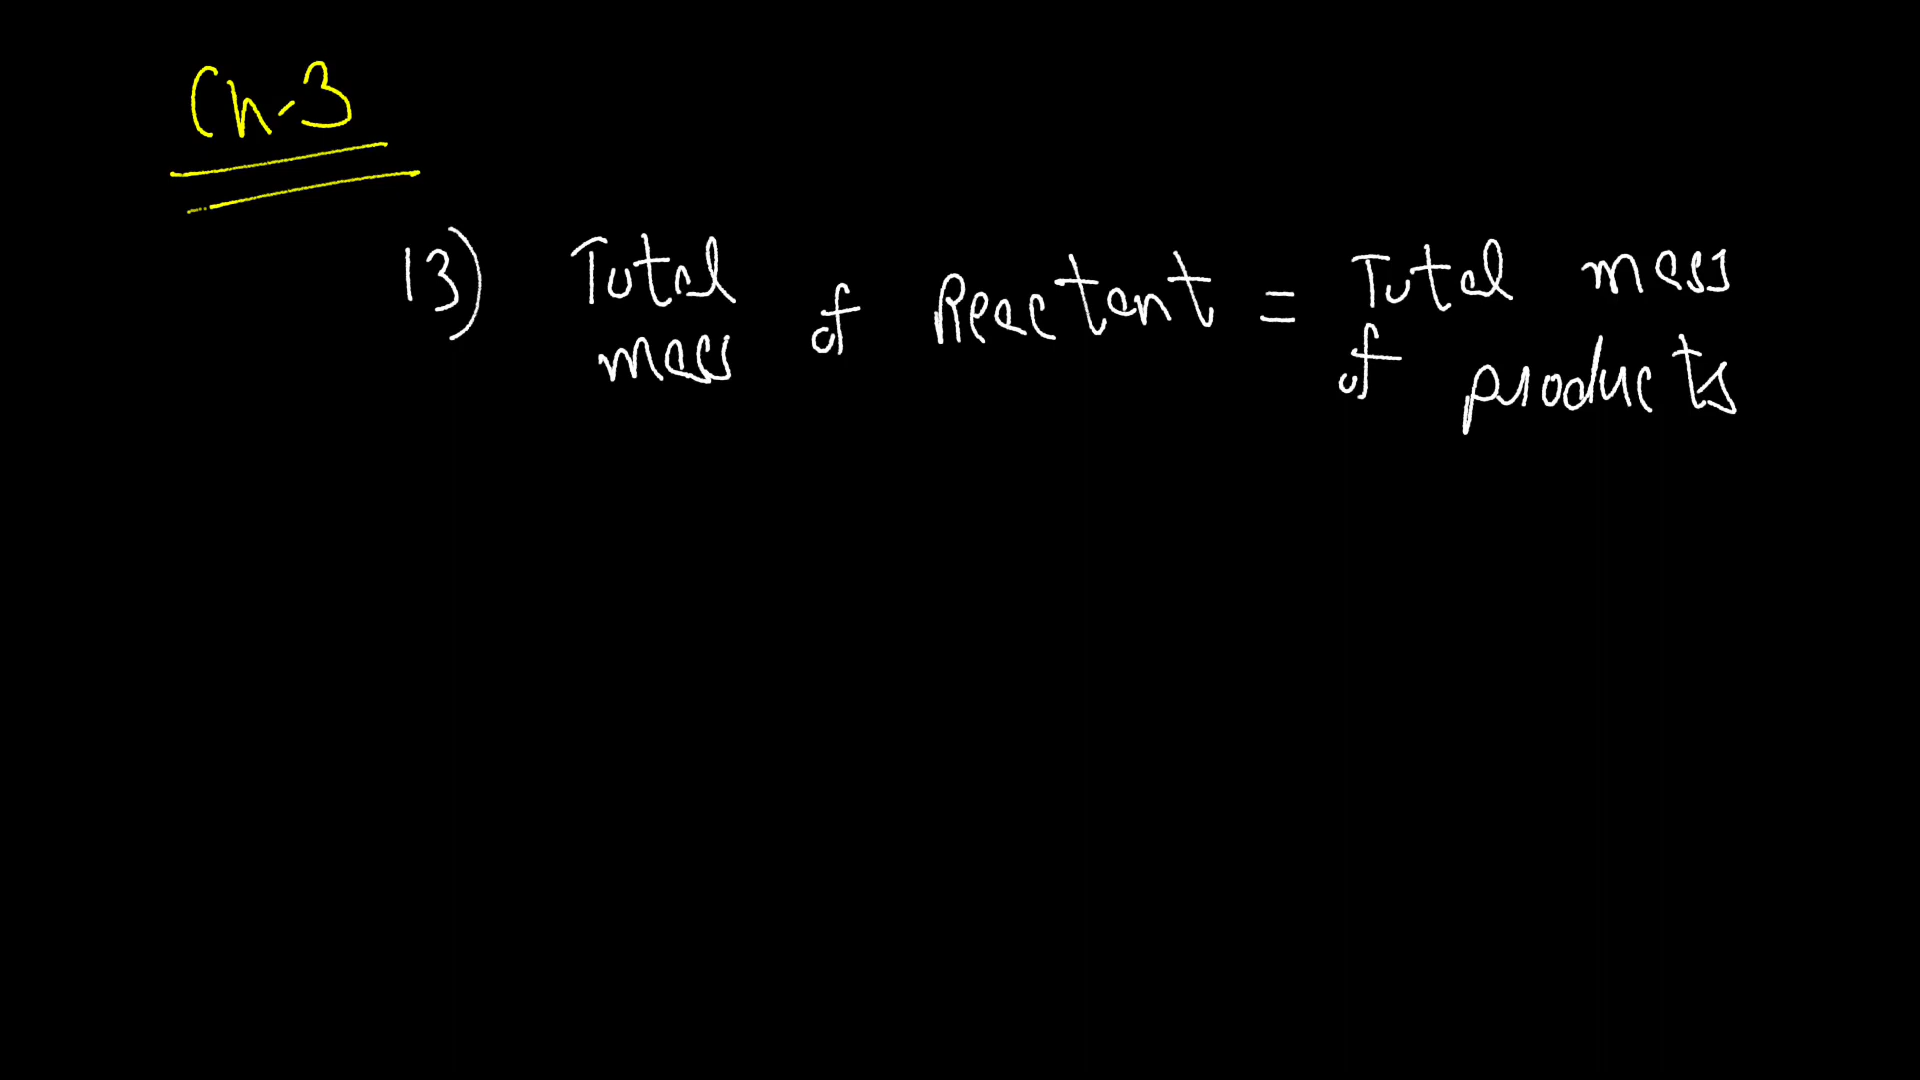 Ch-3
13) Total mass of Reactant = Total mass of products